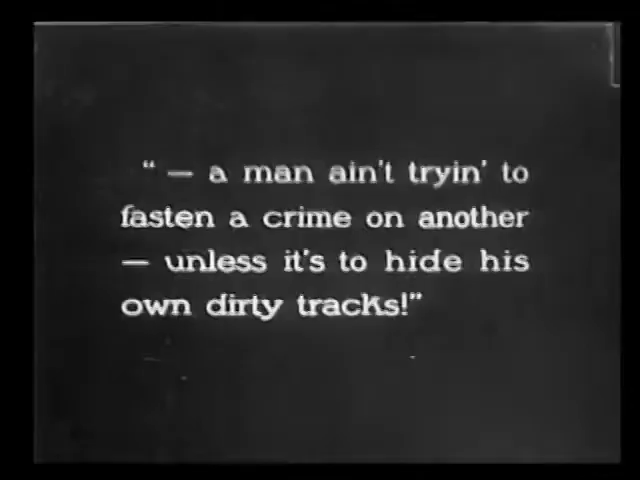 “ — a man ain't tryin' to
fasten a crime on another
— unless it's to hide his
own dirty tracks!”